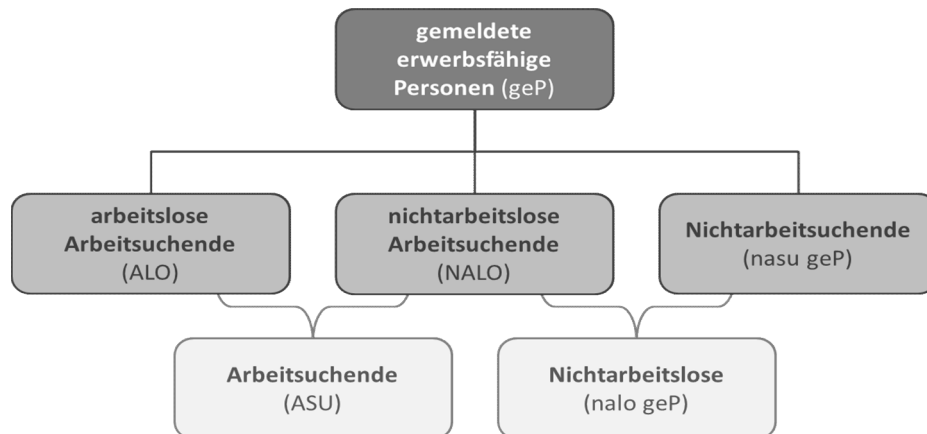 gemeldete
erwerbsfähige
Personen (geP)
arbeitslose
Arbeitsuchende
(ALO)
nichtarbeitslose
Arbeitsuchende
(NALO)
Nichtarbeitsuchende
(nasu geP)
Arbeitsuchende
(ASU)
Nichtarbeitslose
(nalo geP)